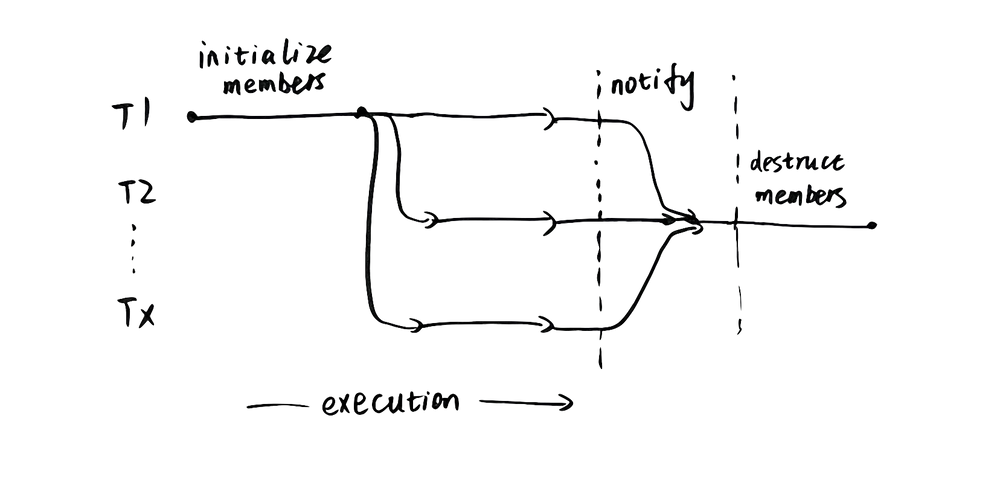 initialize
members
T1
notify
T2
destruct
members
Tx
execution